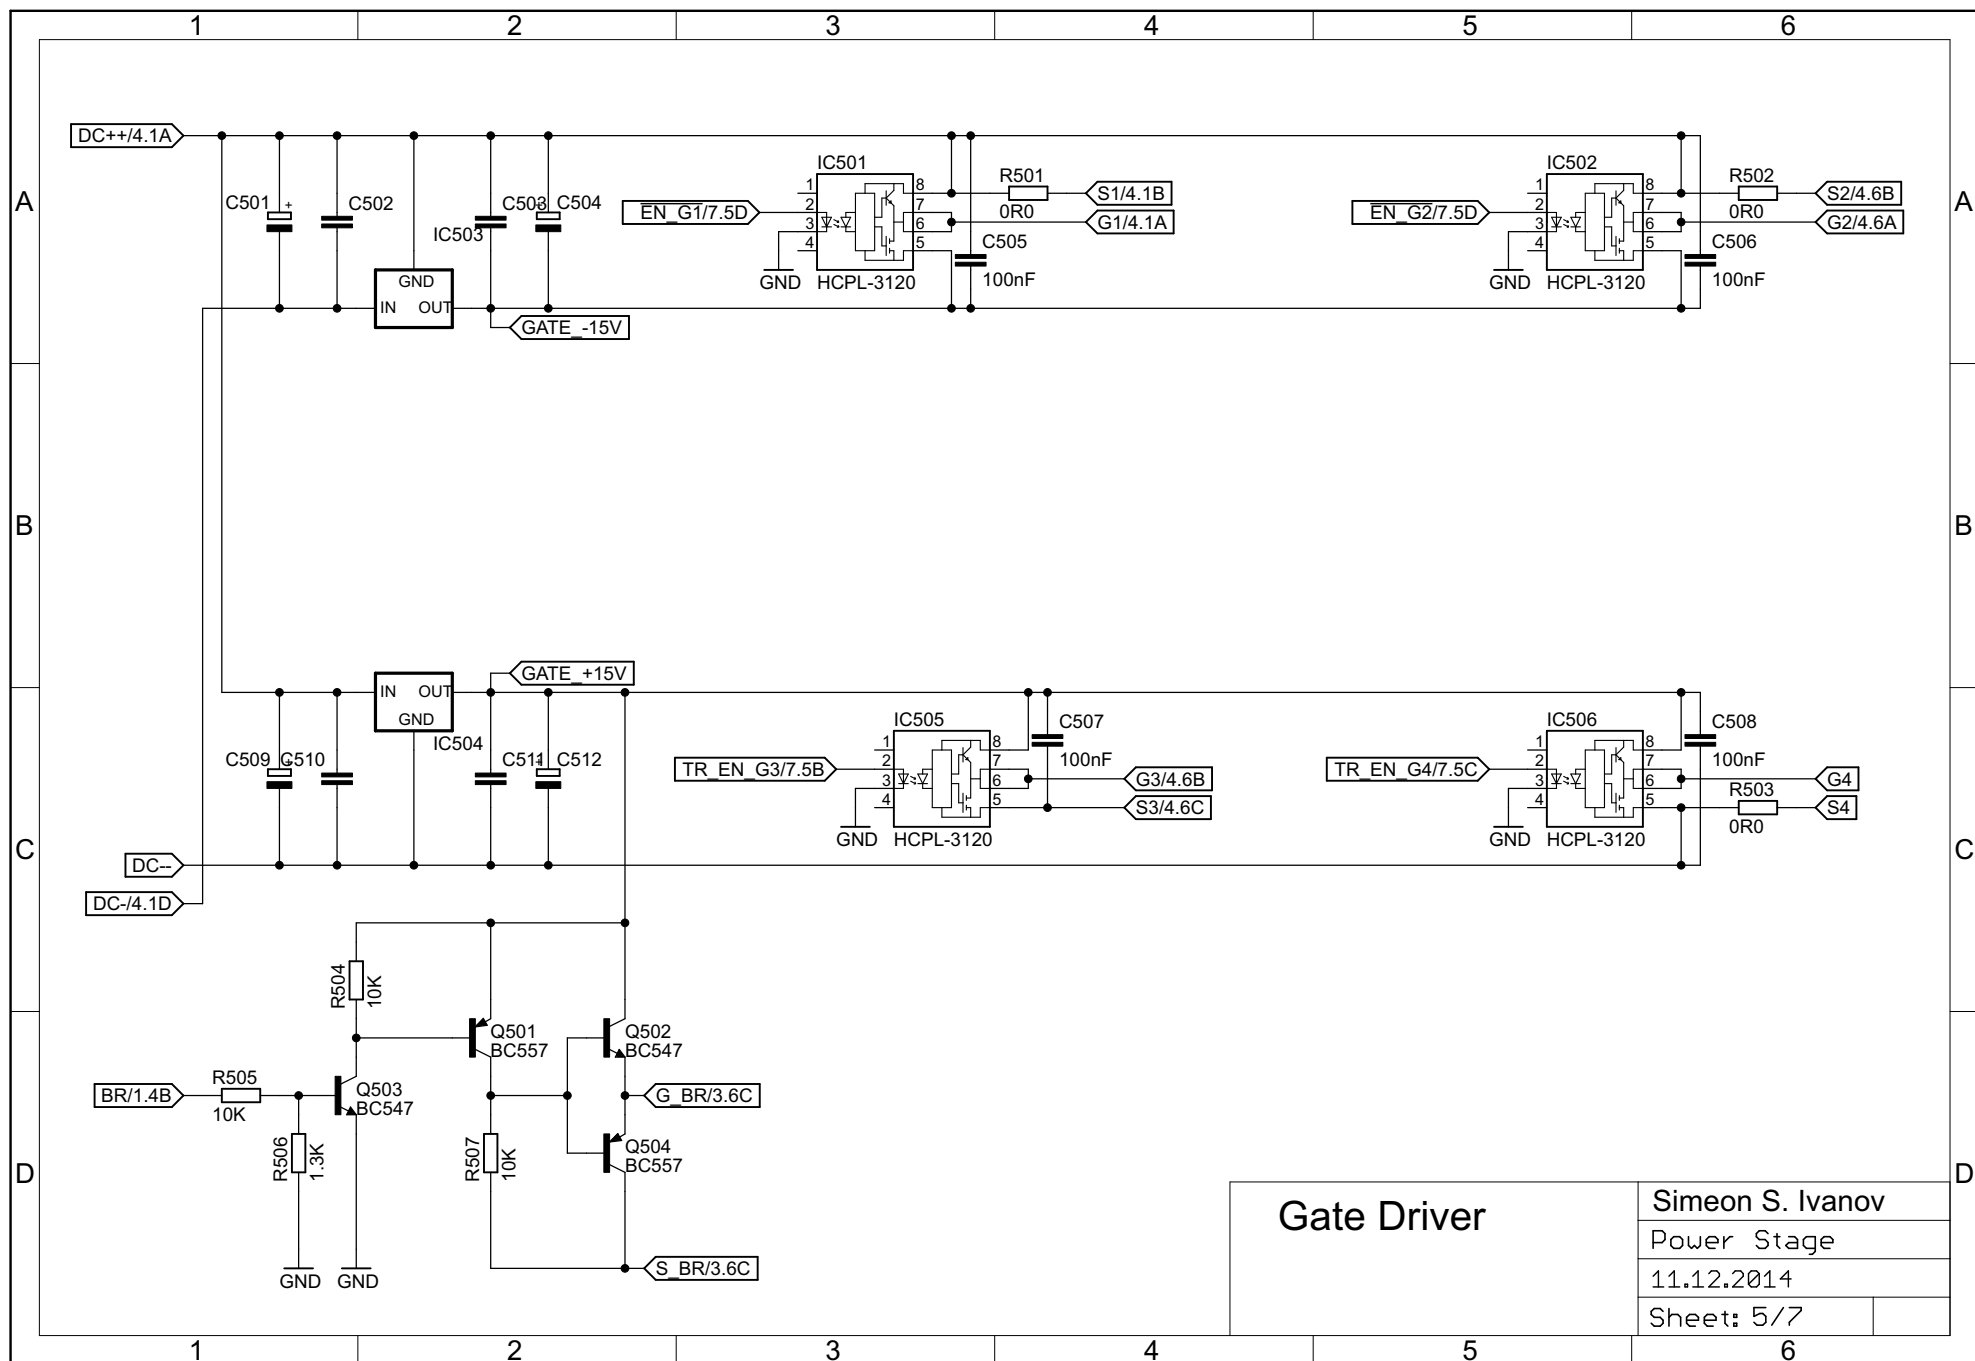 1 2 3 4 5 6
A
A
B
B
C
C
D
D
DC++/4.1A
C501
+
C502
C503
C504
IC503
GND
IN OUT
GATE_-15V
EN_G1/7.5D
IC501
1
2
3
4
8
7
6
5
GND
HCPL-3120
R501
0R0
S1/4.1B
G1/4.1A
C505
100nF
EN_G2/7.5D
IC502
1
2
3
4
8
7
6
5
GND
HCPL-3120
R502
0R0
S2/4.6B
G2/4.6A
C506
100nF
GATE_+15V
IN OUT
GND
IC504
C509
C510
C511
C512
TR_EN_G3/7.5B
IC505
1
2
3
4
8
7
6
5
GND
HCPL-3120
C507
100nF
G3/4.6B
S3/4.6C
TR_EN_G4/7.5C
IC506
1
2
3
4
8
7
6
5
GND
HCPL-3120
C508
100nF
G4
R503
0R0
S4
DC--
DC-/4.1D
R504
10K
Q501
BC557
Q502
BC547
BR/1.4B
R505
10K
Q503
BC547
R506
1.3K
R507
10K
G_BR/3.6C
Q504
BC557
GND
GND
S_BR/3.6C
Gate Driver
Simeon S. Ivanov
Power Stage
11.12.2014
Sheet: 5/7
1 2 3 4 5 6